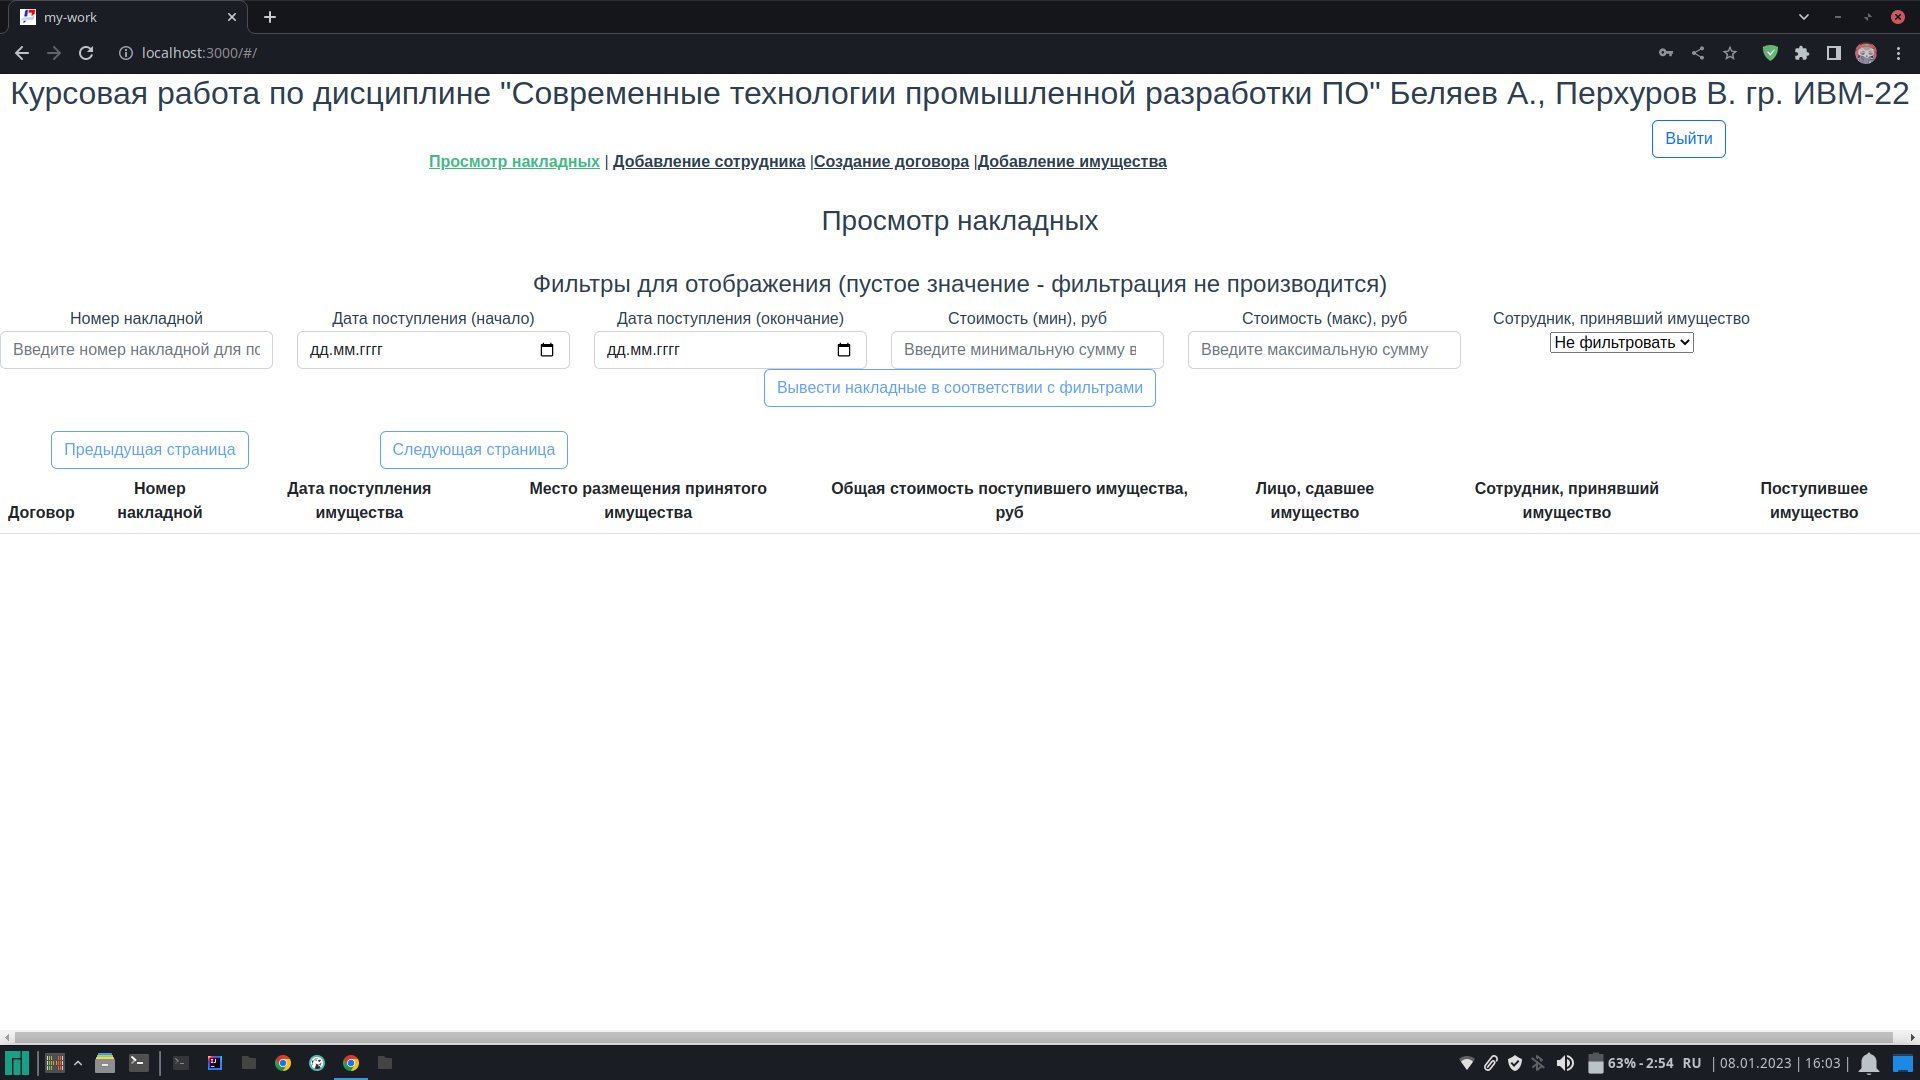 my-work
localhost:3000/#/
Курсовая работа по дисциплине "Современные технологии промышленной разработки ПО" Беляев А., Перхуров В. гр. ИВМ-22
Выйти
Просмотр накладных | Добавление сотрудника |Создание договора |Добавление имущества
Просмотр накладных
Фильтры для отображения (пустое значение - фильтрация не производится)
Номер накладной Дата поступления (начало) Дата поступления (окончание) Стоимость (мин), руб Стоимость (макс), руб Сотрудник, принявший имущество
Введите номер накладной для по дд.мм.гггг дд.мм.гггг Введите минимальную сумму в Введите максимальную сумму Не фильтровать
Вывести накладные в соответствии с фильтрами
Предыдущая страница Следующая страница
Номер Дата поступления Место размещения принятого Общая стоимость поступившего имущества, Лицо, сдавшее Сотрудник, принявший Поступившее
Договор накладной имущества имущества руб имущество имущество имущество
63% - 2:54 RU | 08.01.2023 | 16:03 |